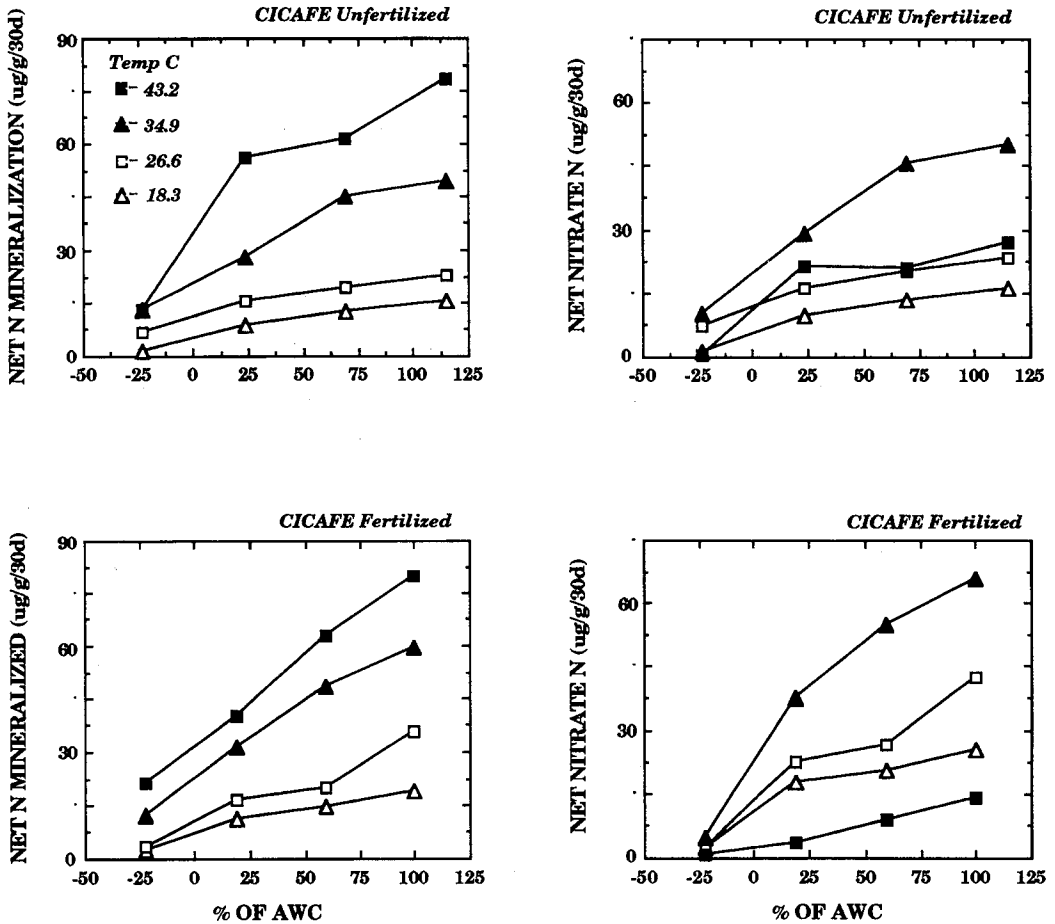 CICAFE Unfertilized
NET N MINERALIZATION (ug/g/30d)
90
60
30
0
Temp C
43.2
34.9
26.6
18.3
-50 -25 0 25 50 75 100 125
CICAFE Unfertilized
NET NITRATE N (ug/g/30d)
60
30
0
-50 -25 0 25 50 75 100 125
CICAFE Fertilized
NET N MINERALIZED (ug/g/30d)
90
60
30
0
-50 -25 0 25 50 75 100 125
% OF AWC
CICAFE Fertilized
NET NITRATE N (ug/g/30d)
60
30
0
-50 -25 0 25 50 75 100 125
% OF AWC